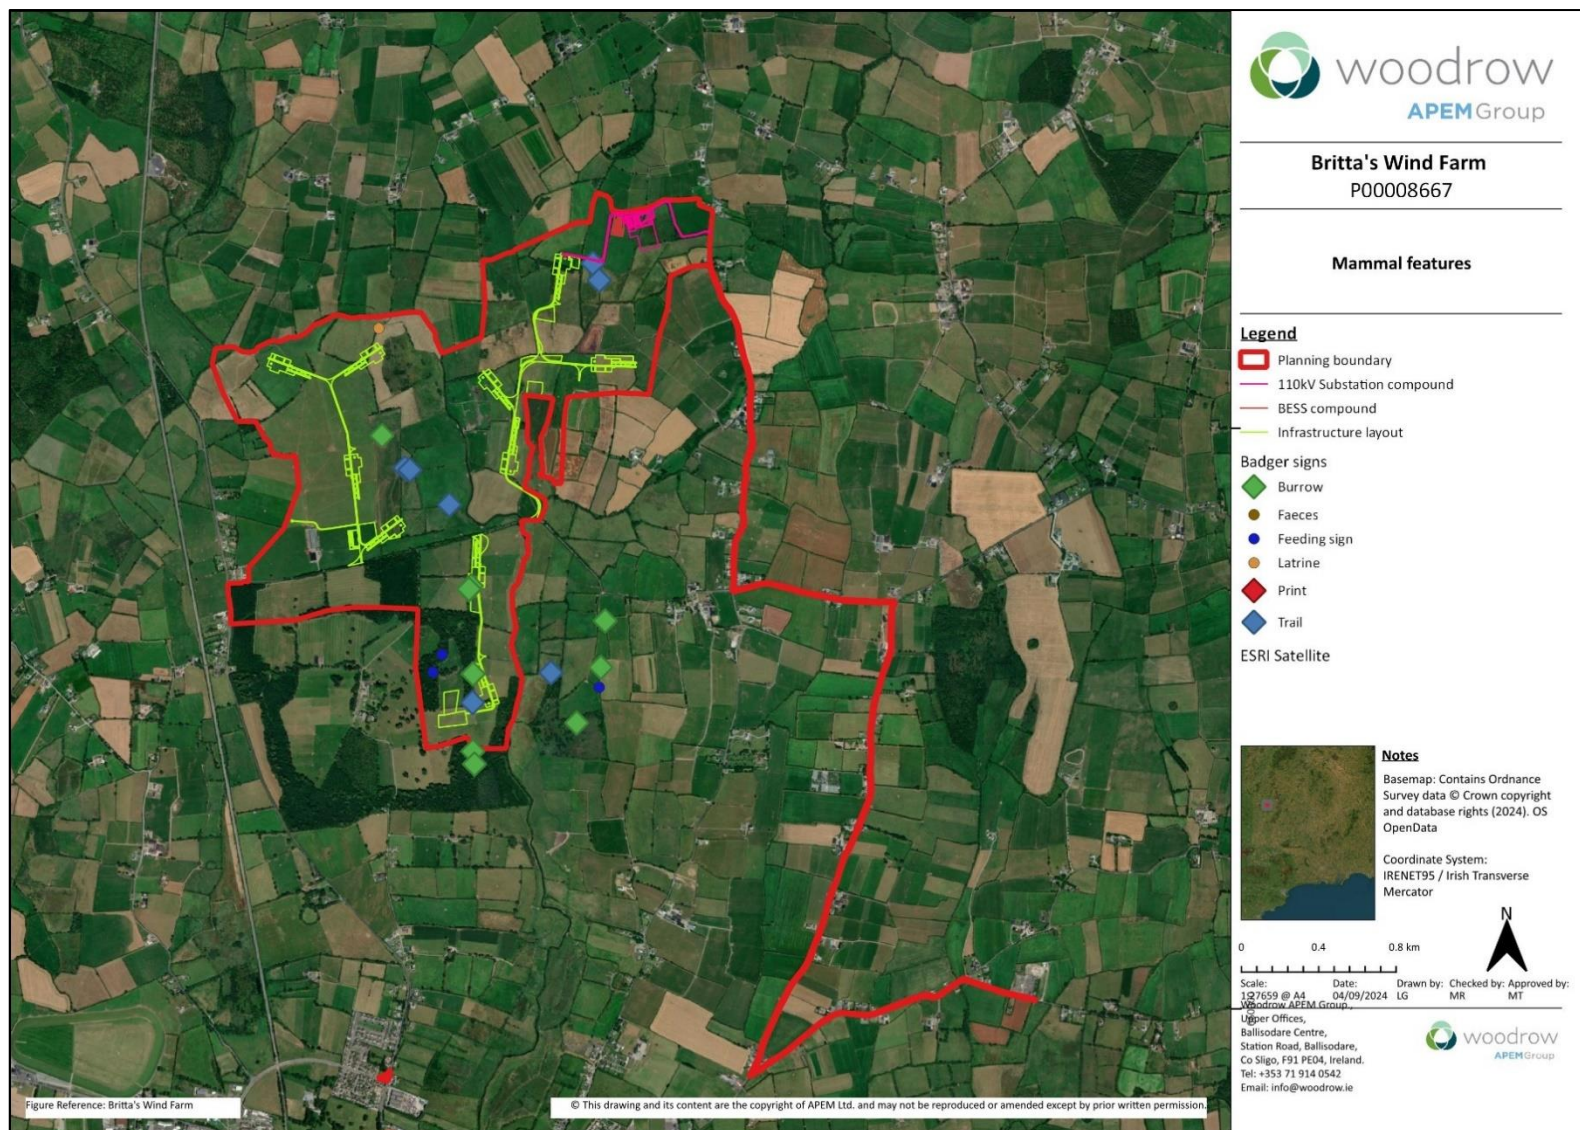 woodrow
APEM Group
Britta's Wind Farm
P00008667
Mammal features
Legend
Planning boundary
110kV Substation compound
BESS compound
Infrastructure layout
Badger signs
Burrow
Faeces
Feeding sign
Latrine
Print
Trail
ESRI Satellite
Notes
Basemap: Contains Ordnance
Survey data © Crown copyright
and database rights (2024). OS
OpenData
Coordinate System:
IRENET95 / Irish Transverse
Mercator
N
0 0.4 0.8 km
Scale: Date: Drawn by: Checked by: Approved by:
1:27659 @ A4 04/09/2024 LG MR MT
Woodrow APEM Group,
Upper Offices,
Ballisodare Centre,
Station Road, Ballisodare,
Co Sligo, F91 PE04, Ireland.
Tel: +353 71 914 0542
Email: info@woodrow.ie
woodrow
APEM Group
Figure Reference: Britta's Wind Farm
© This drawing and its content are the copyright of APEM Ltd. and may not be reproduced or amended except by prior written permission.